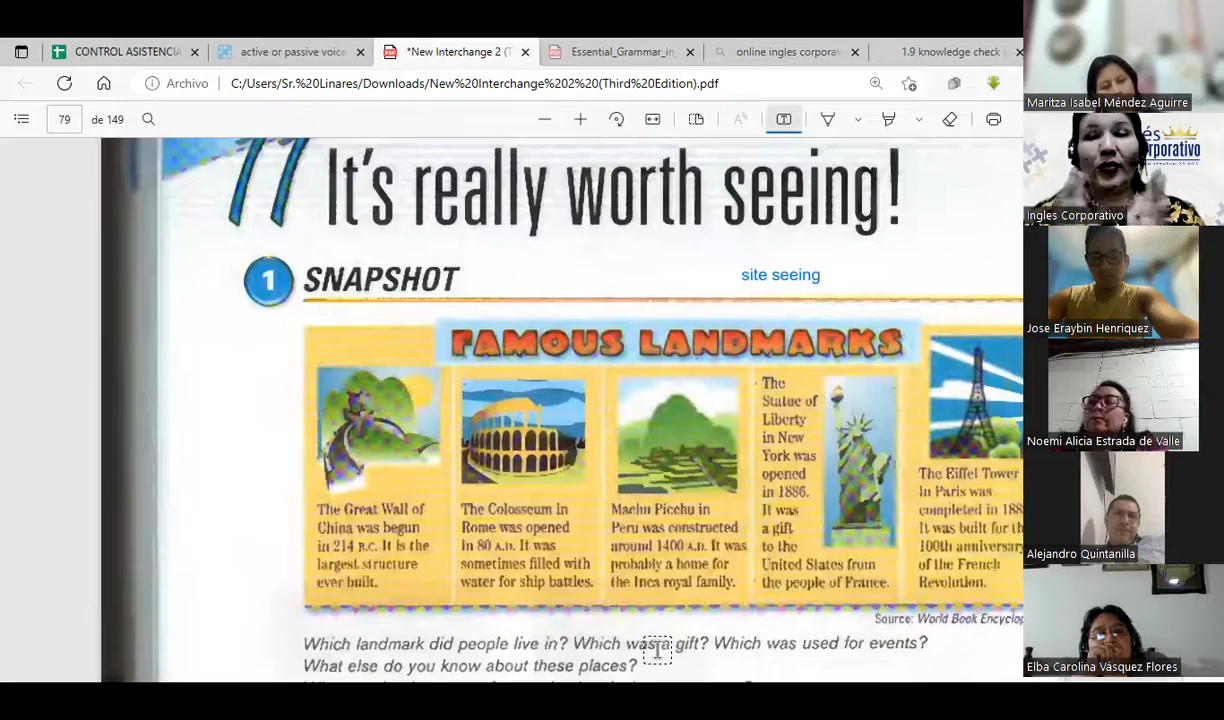 CONTROL ASISTENCIA
active or passive voice
*New Interchange 2 (T
Essential_Grammar_in
online ingles corporat
1.9 knowledge check
Archivo
C:/Users/Sr.%20Linares/Downloads/New%20Interchange%202%20(Third%20Edition).pdf
79
de 149
11 It's really worth seeing!
1 SNAPSHOT
site seeing
FAMOUS LANDMARKS
The Great Wall of
China was begun
in 214 B.C. It is the
largest structure
ever built.
The Colosseum in
Rome was opened
in 80 A.D. It was
sometimes filled with
water for ship battles.
Machu Picchu in
Peru was constructed
around 1400 A.D. It was
probably a home for
the Inca royal family.
The
Statue of
Liberty
in New
York was
opened
in 1886.
It was
a gift
to the
United States from
the people of France.
The Eiffel Tower
in Paris was
completed in 188
It was built for th
100th anniversary
of the French
Revolution.
Source: World Book Encyclop
Which landmark did people live in? Which was a gift? Which was used for events?
What else do you know about these places?
Maritza Isabel Méndez Aguirre
és
orporativo
Ingles Corporativo
Jose Eraybin Henriquez
Noemi Alicia Estrada de Valle
Alejandro Quintanilla
Elba Carolina Vásquez Flores